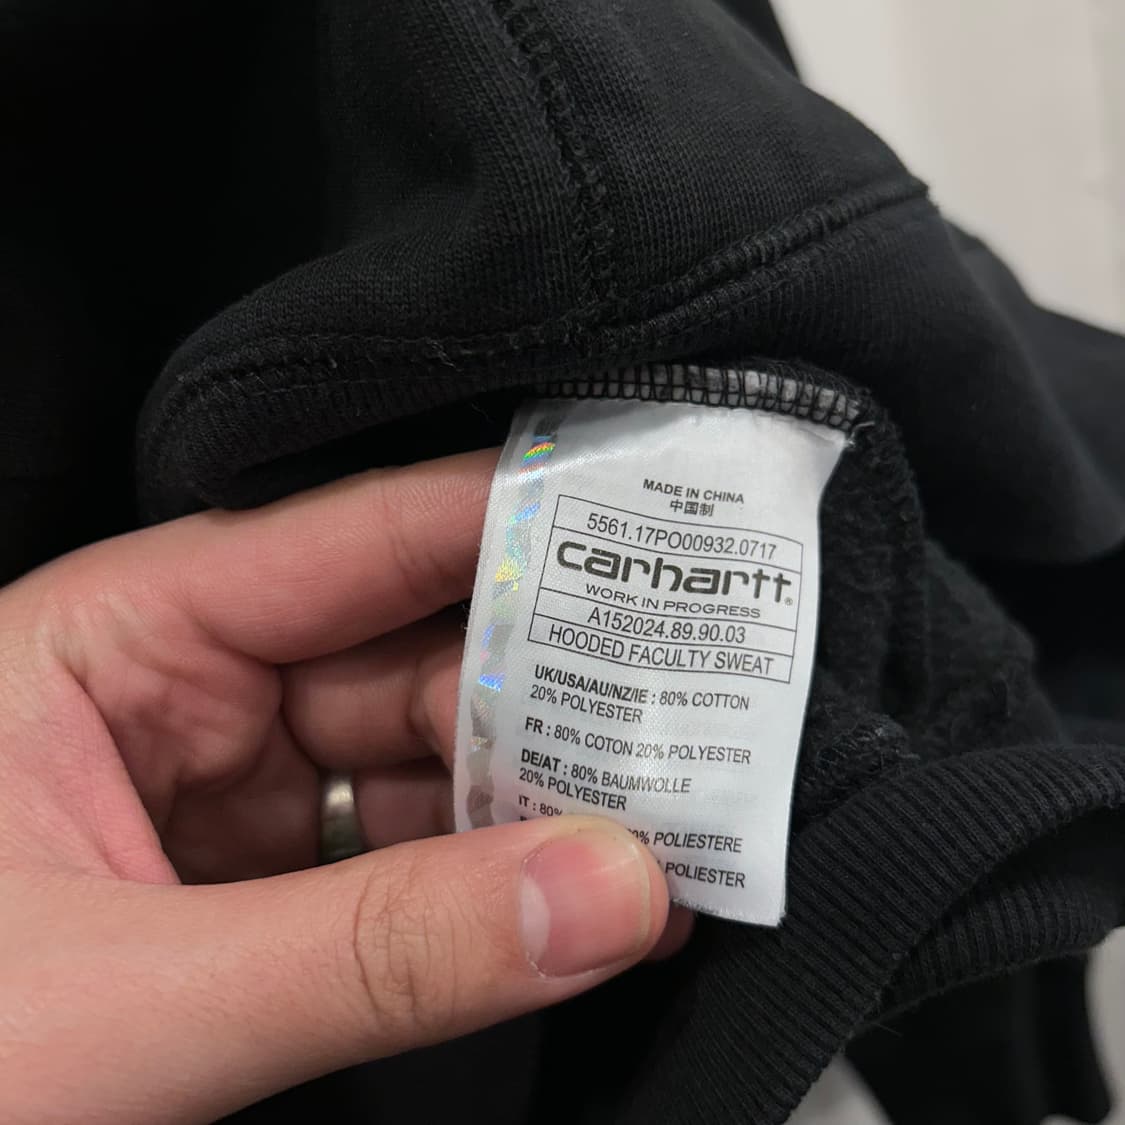 MADE IN CHINA
中国制
5561.17PO00932.0717
carhartt®
WORK IN PROGRESS
A152024.89.90.03
HOODED FACULTY SWEAT
UK/USA/AU/NZ/IE : 80% COTTON
20% POLYESTER
FR : 80% COTON 20% POLYESTER
DE/AT : 80% BAUMWOLLE
20% POLYESTER
IT : 80% POLIESTERE
POLIESTER